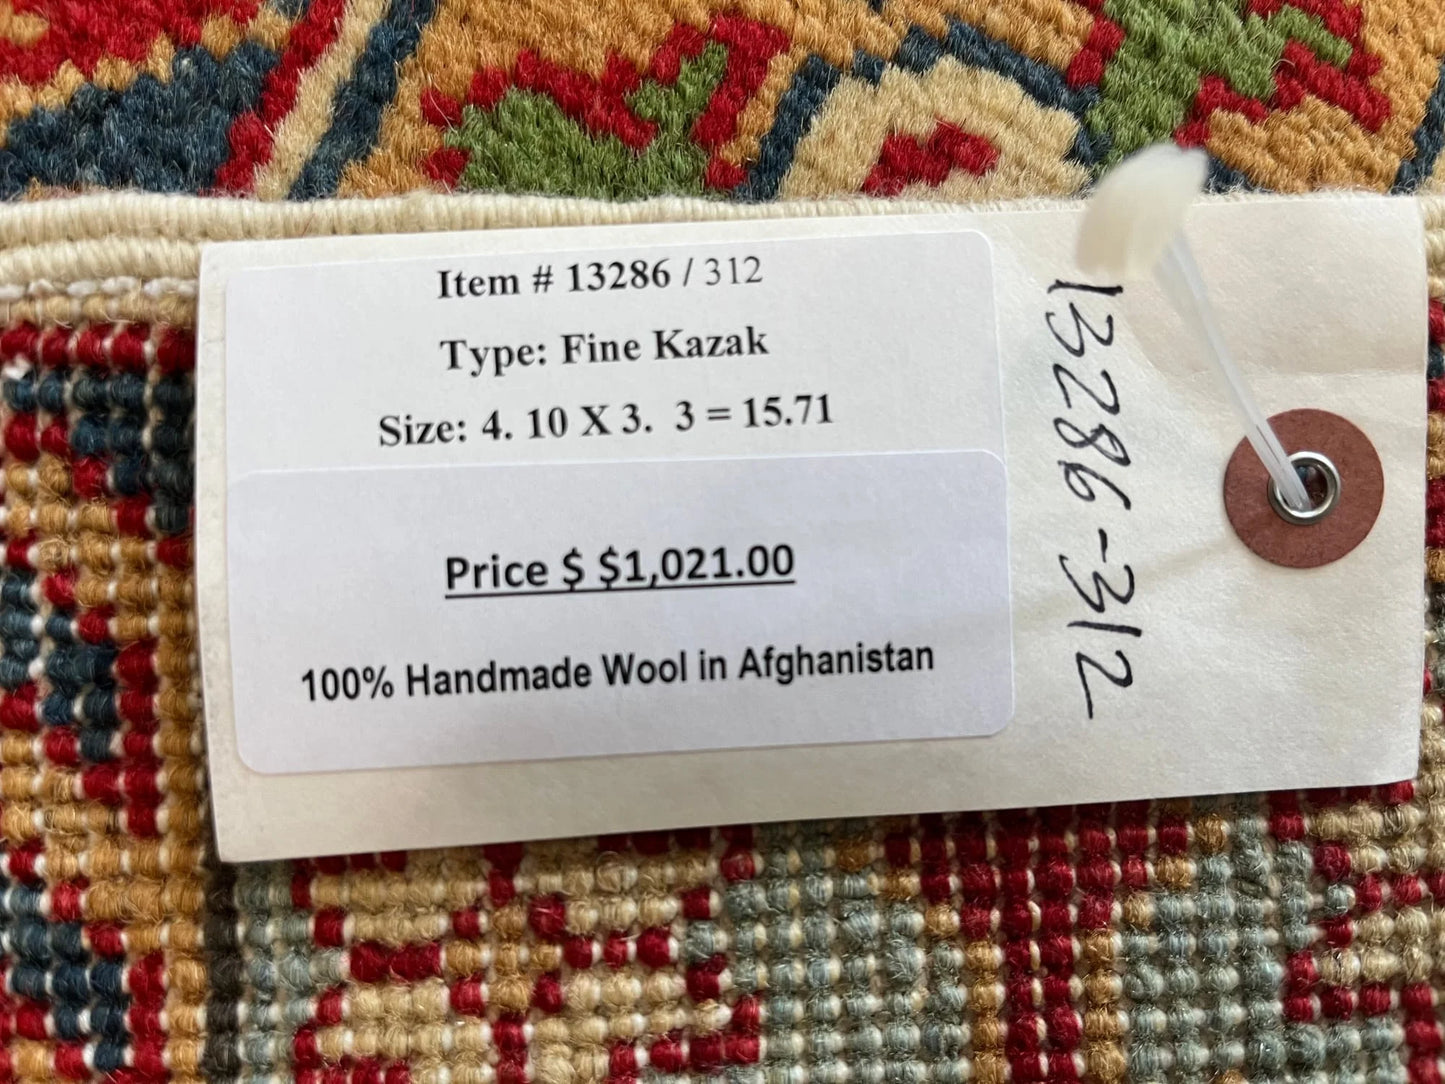 Item # 13286 / 312
Type: Fine Kazak
Size: 4. 10 X 3.  3 = 15.71
Price $ $1,021.00
100% Handmade Wool in Afghanistan
13286-312